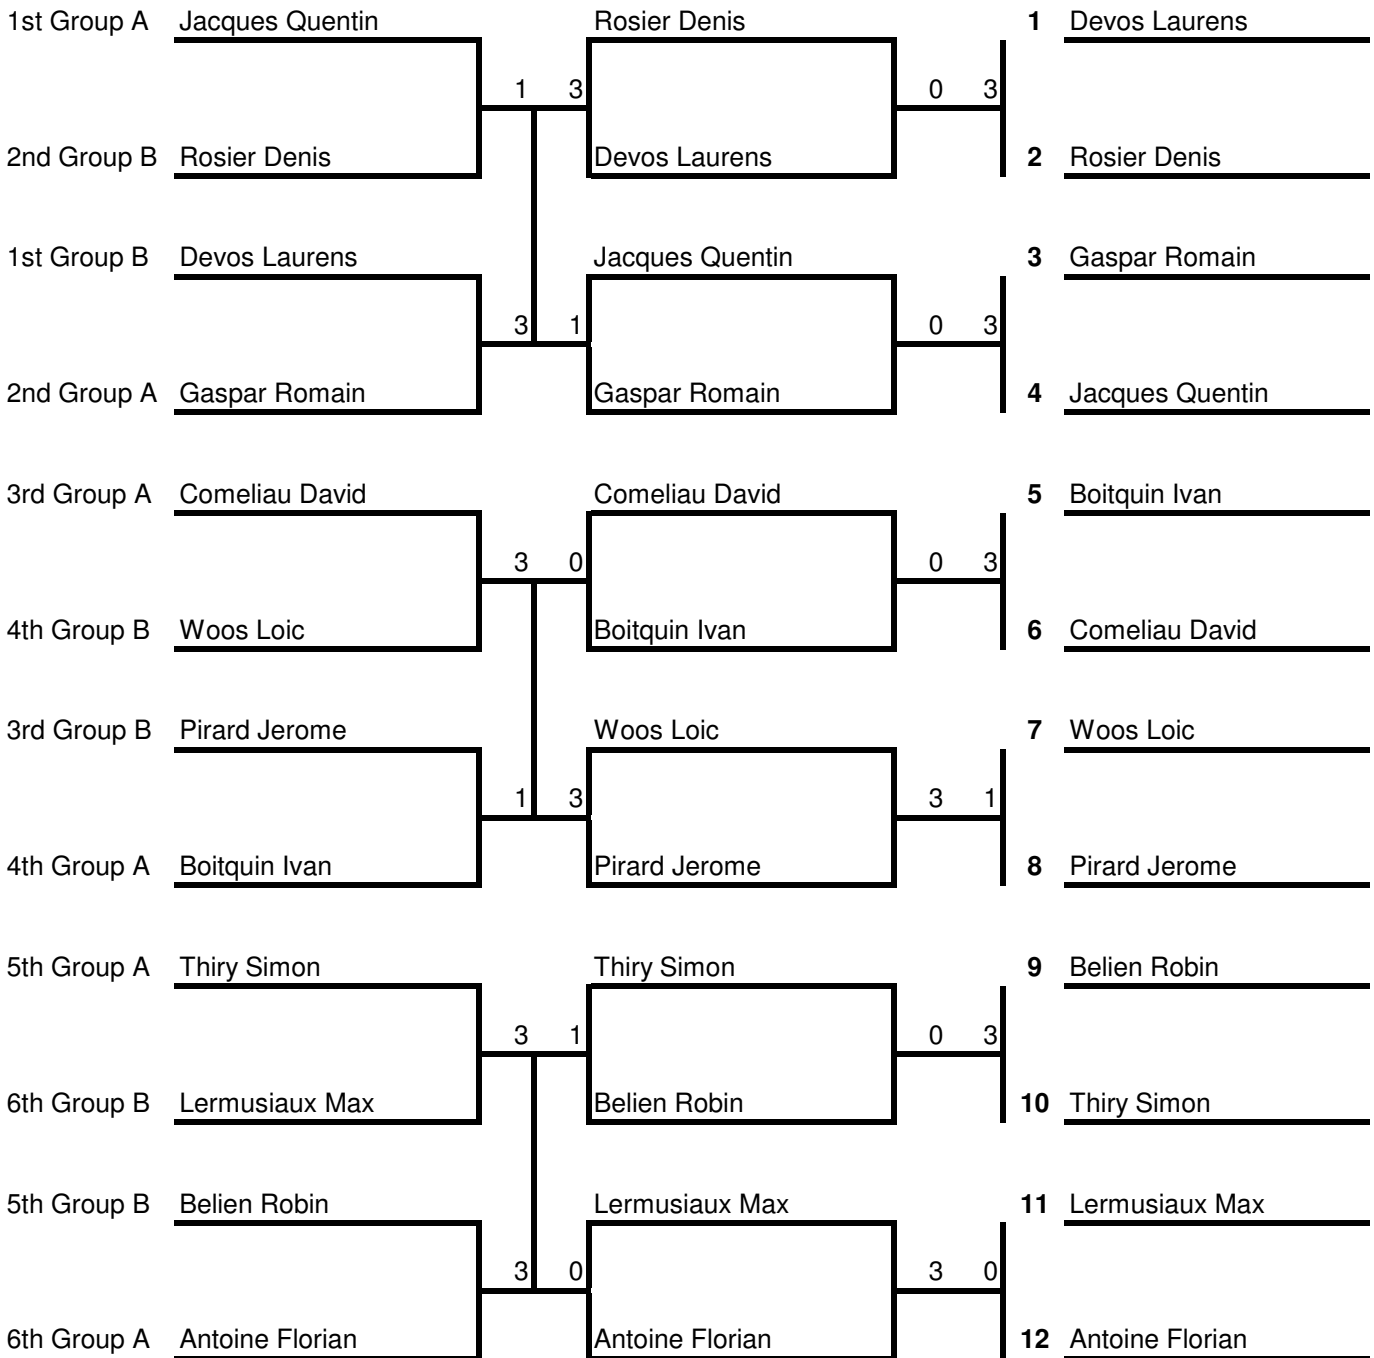 1st Group A Jacques Quentin Rosier Denis 1 Devos Laurens
1 3 0 3
2nd Group B Rosier Denis Devos Laurens 2 Rosier Denis
1st Group B Devos Laurens Jacques Quentin 3 Gaspar Romain
3 1 0 3
2nd Group A Gaspar Romain Gaspar Romain 4 Jacques Quentin
3rd Group A Comeliau David Comeliau David 5 Boitquin Ivan
3 0 0 3
4th Group B Woos Loic Boitquin Ivan 6 Comeliau David
3rd Group B Pirard Jerome Woos Loic 7 Woos Loic
1 3 3 1
4th Group A Boitquin Ivan Pirard Jerome 8 Pirard Jerome
5th Group A Thiry Simon Thiry Simon 9 Belien Robin
3 1 0 3
6th Group B Lermusiaux Max Belien Robin 10 Thiry Simon
5th Group B Belien Robin Lermusiaux Max 11 Lermusiaux Max
3 0 3 0
6th Group A Antoine Florian Antoine Florian 12 Antoine Florian